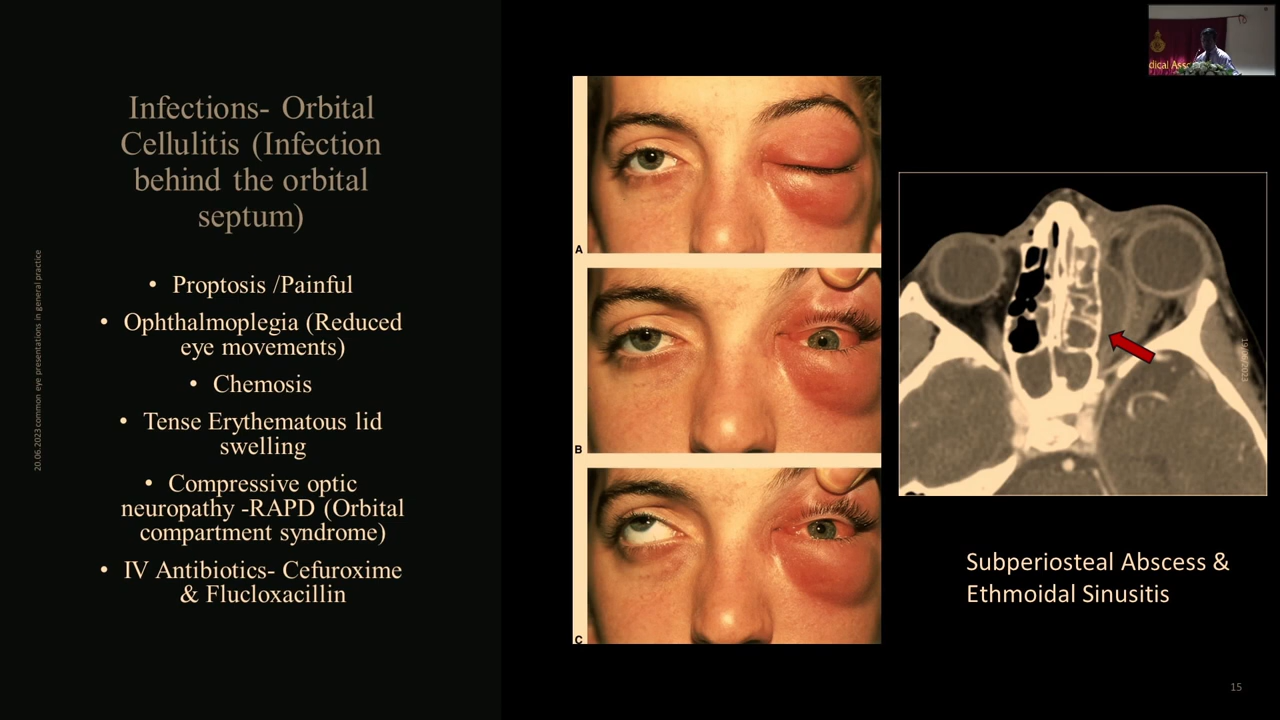 Infections- Orbital
Cellulitis (Infection
behind the orbital
septum)
• Proptosis /Painful
• Ophthalmoplegia (Reduced
eye movements)
• Chemosis
• Tense Erythematous lid
swelling
• Compressive optic
neuropathy -RAPD (Orbital
compartment syndrome)
• IV Antibiotics- Cefuroxime
& Flucloxacillin
20.06.2023 common eye presentations in general practice
A
B
C
Subperiosteal Abscess &
Ethmoidal Sinusitis
15